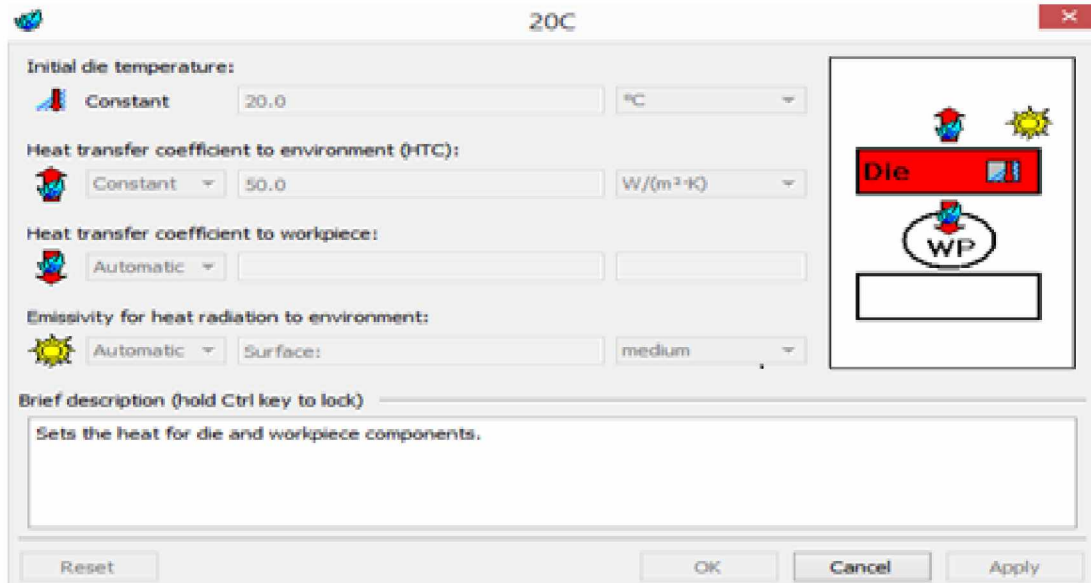 20C
Initial die temperature:
Constant 20.0 °C
Heat transfer coefficient to environment (HTC):
Constant 50.0 W/(m²·K)
Heat transfer coefficient to workpiece:
Automatic
Emissivity for heat radiation to environment:
Automatic Surface: medium
Die
WP
Brief description (hold Ctrl key to lock)
Sets the heat for die and workpiece components.
Reset OK Cancel Apply